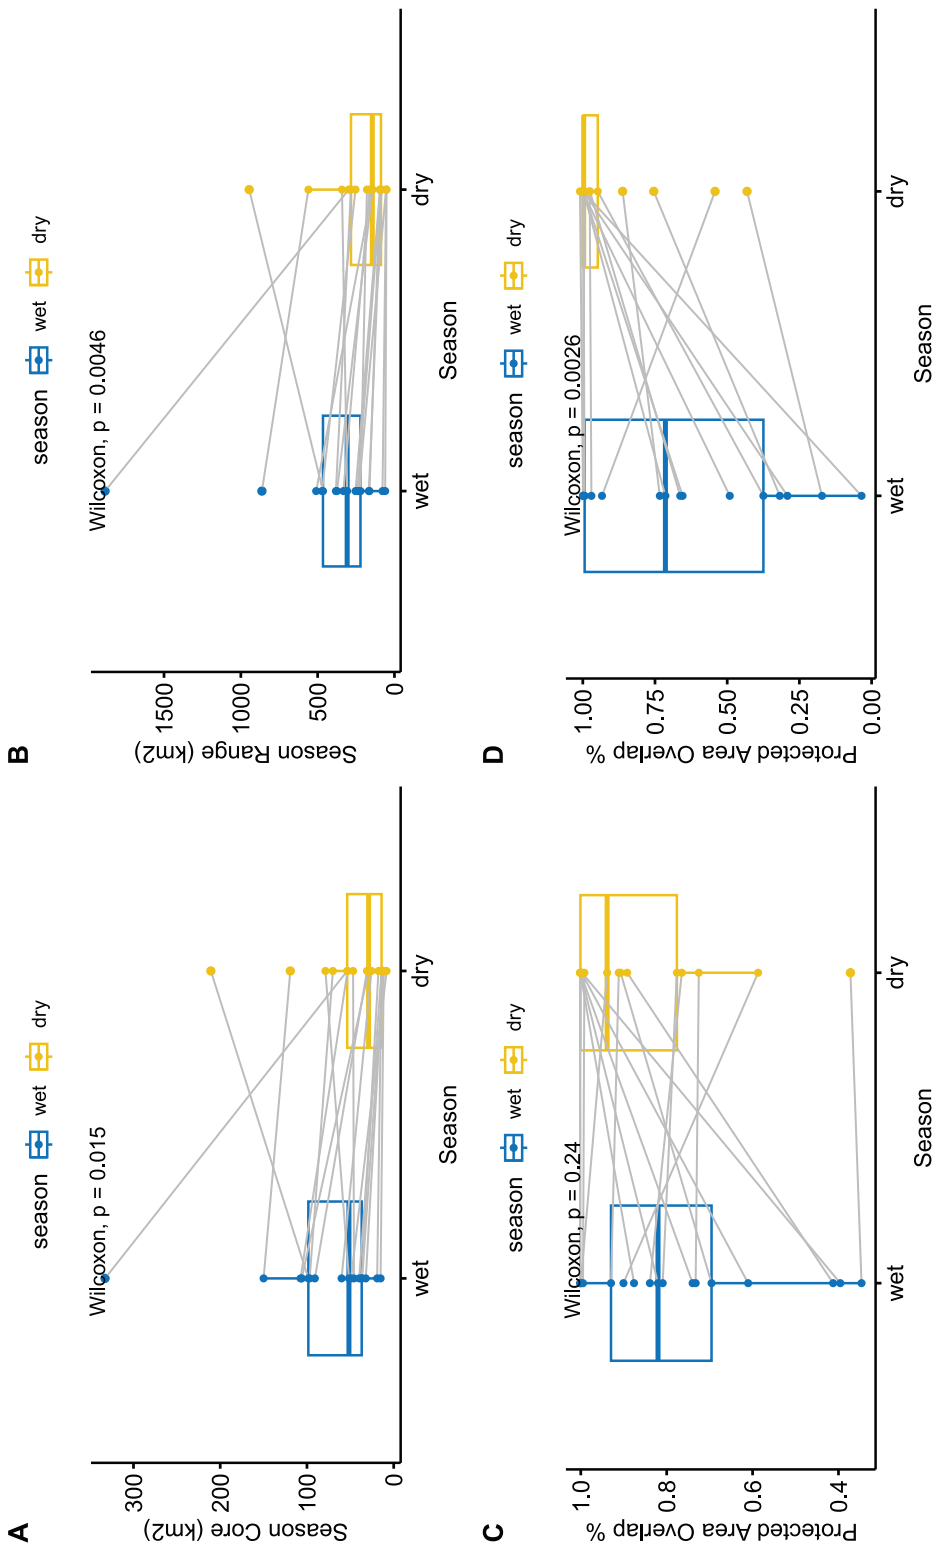 A
season wet dry
Wilcoxon, p = 0.015
Season Core (km2)
300
200
100
0
wet dry
Season
B
season wet dry
Wilcoxon, p = 0.0046
Season Range (km2)
1500
1000
500
0
wet dry
Season
C
season wet dry
Wilcoxon, p = 0.24
Protected Area Overlap %
1.0
0.8
0.6
0.4
wet dry
Season
D
season wet dry
Wilcoxon, p = 0.0026
Protected Area Overlap %
1.00
0.75
0.50
0.25
0.00
wet dry
Season